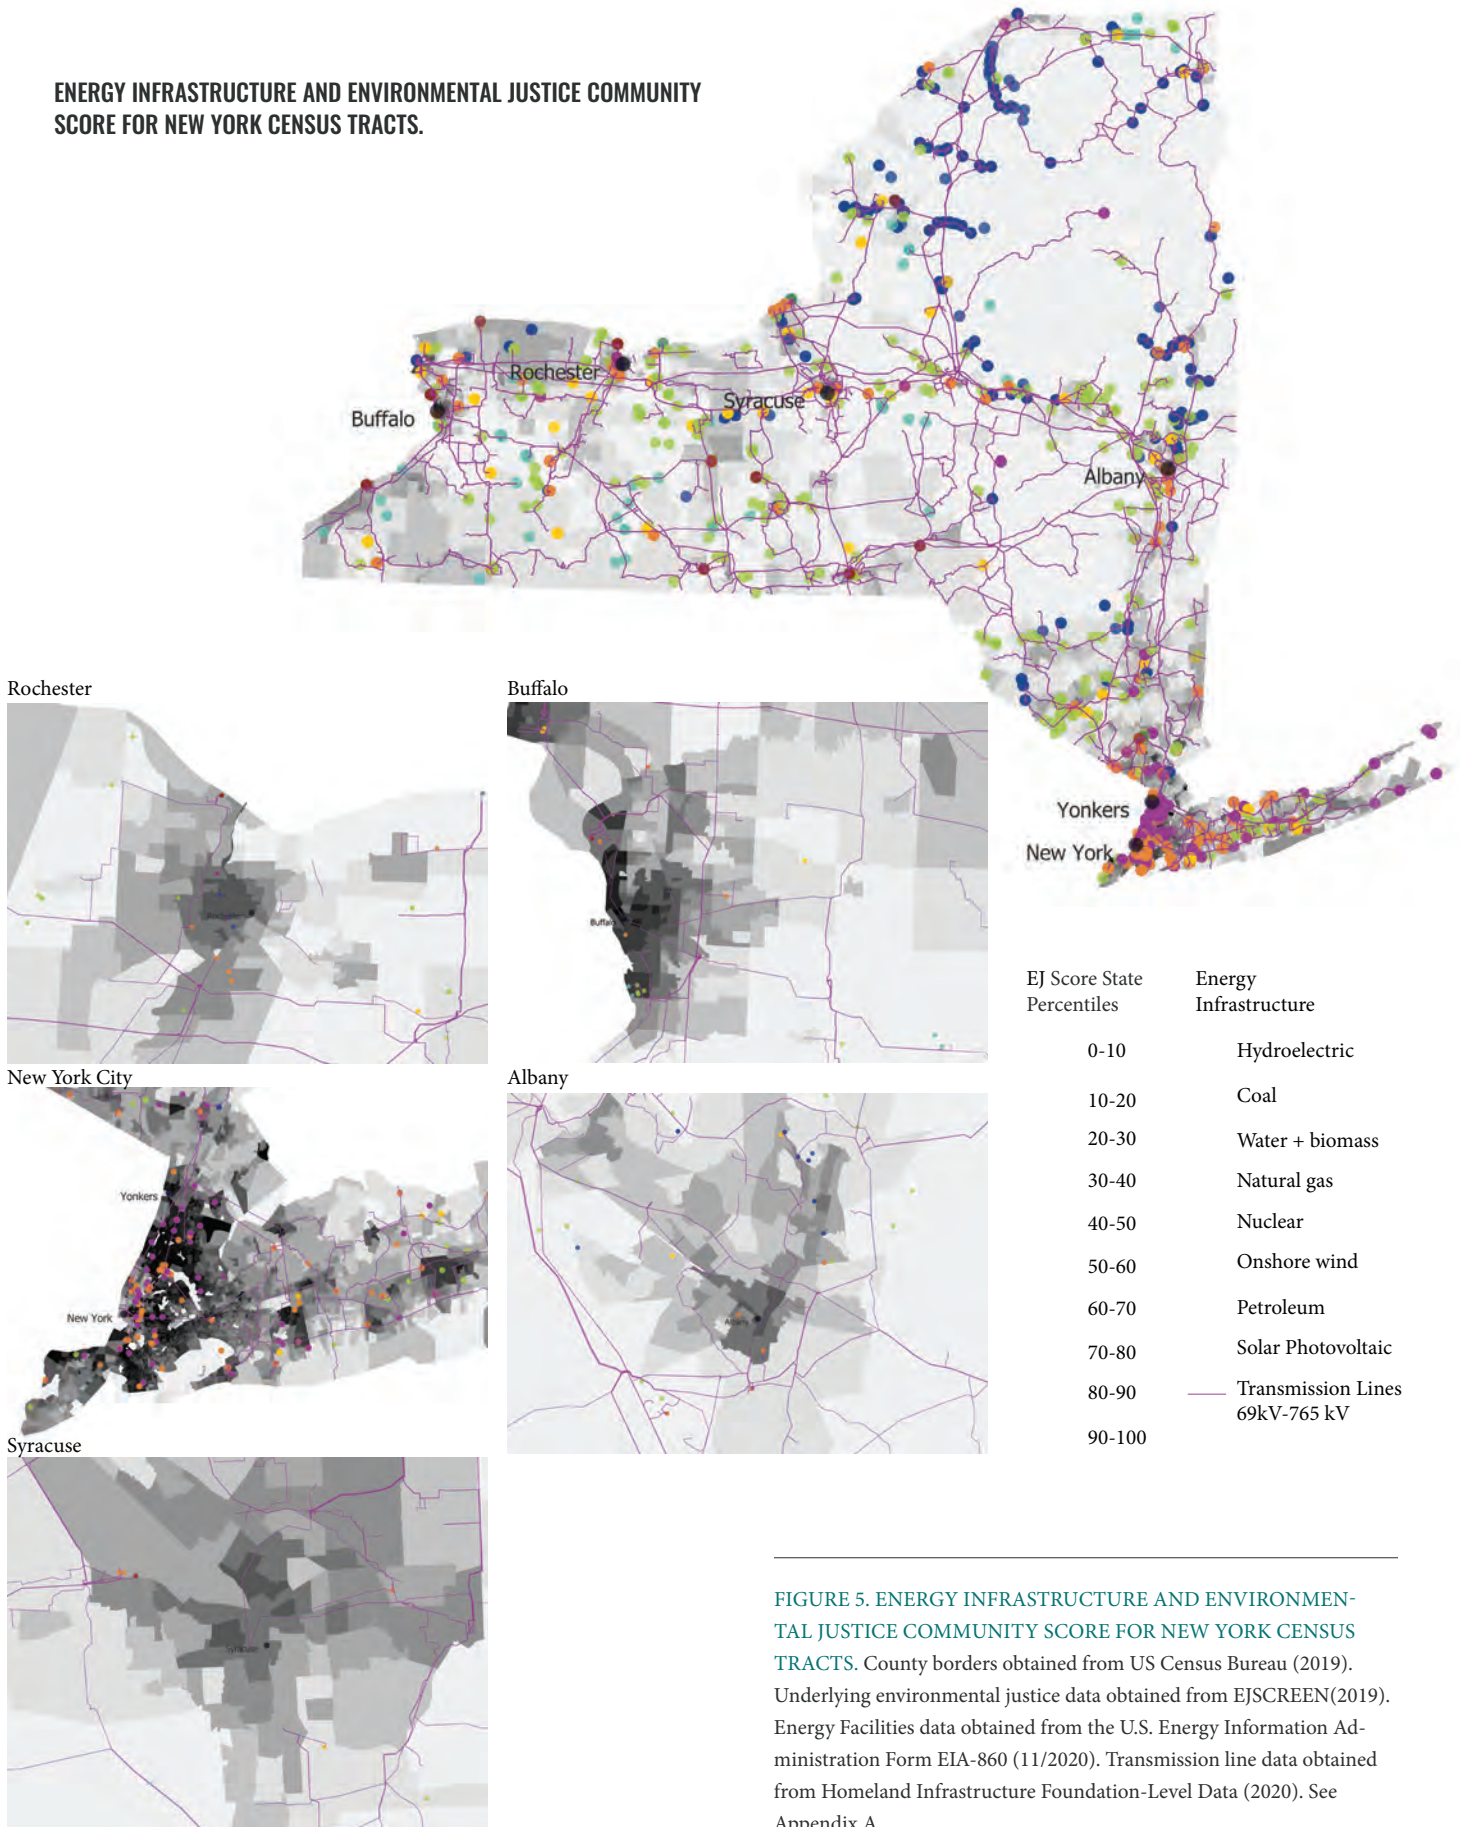 ENERGY INFRASTRUCTURE AND ENVIRONMENTAL JUSTICE COMMUNITY
SCORE FOR NEW YORK CENSUS TRACTS.
Rochester
Syracuse
Buffalo
Albany
Yonkers
New York
Rochester
Rochester
Buffalo
Buffalo
New York City
Yonkers
New York
Albany
Albany
Syracuse
Syracuse
EJ Score State
Percentiles
0-10
10-20
20-30
30-40
40-50
50-60
60-70
70-80
80-90
90-100
Energy
Infrastructure
Hydroelectric
Coal
Water + biomass
Natural gas
Nuclear
Onshore wind
Petroleum
Solar Photovoltaic
Transmission Lines
69kV-765 kV
FIGURE 5. ENERGY INFRASTRUCTURE AND ENVIRONMEN-
TAL JUSTICE COMMUNITY SCORE FOR NEW YORK CENSUS
TRACTS. County borders obtained from US Census Bureau (2019).
Underlying environmental justice data obtained from EJSCREEN(2019).
Energy Facilities data obtained from the U.S. Energy Information Ad-
ministration Form EIA-860 (11/2020). Transmission line data obtained
from Homeland Infrastructure Foundation-Level Data (2020). See
Appendix A